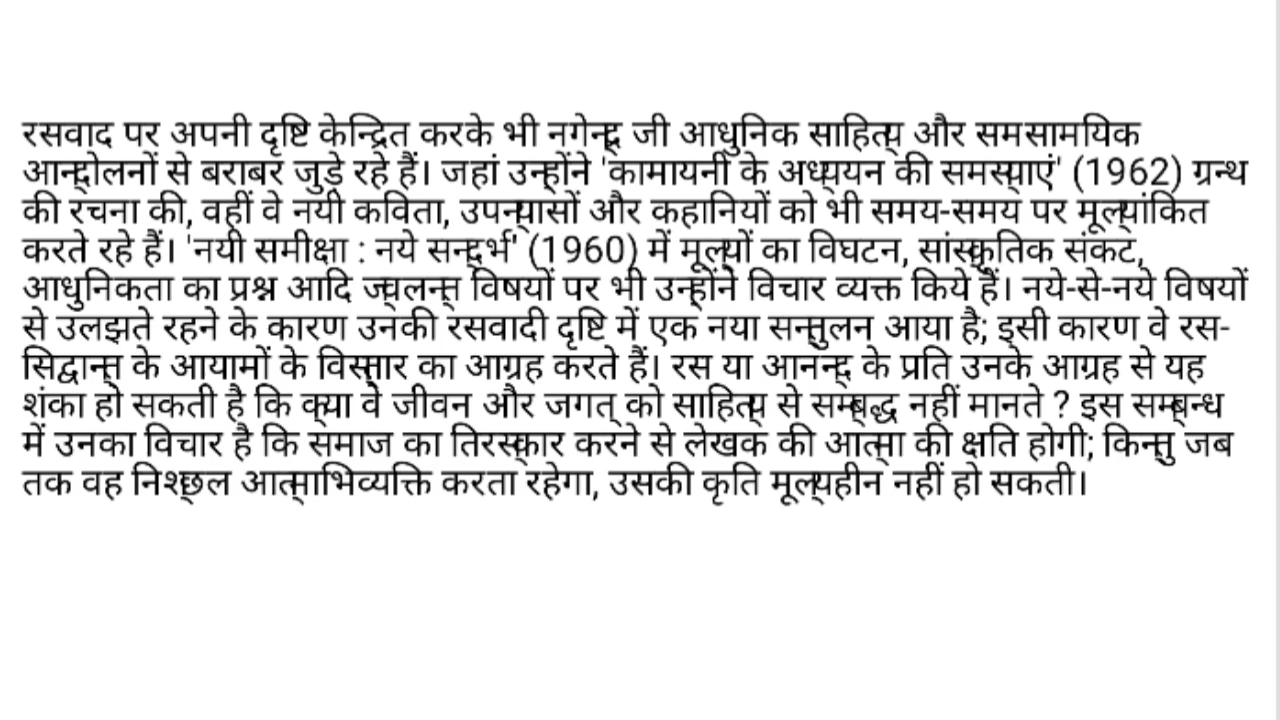 रसवाद पर अपनी दृष्टि केन्द्रित करके भी नगेन्द्र जी आधुनिक साहित्य और समसामयिक
आन्दोलनों से बराबर जुड़े रहे हैं। जहां उन्होंने 'कामायनी के अध्ययन की समस्याएं' (1962) ग्रन्थ
की रचना की, वहीं वे नयी कविता, उपन्यासों और कहानियों को भी समय-समय पर मूल्यांकित
करते रहे हैं। 'नयी समीक्षा : नये सन्दर्भ' (1960) में मूल्यों का विघटन, सांस्कृतिक संकट,
आधुनिकता का प्रश्न आदि ज्वलन्त विषयों पर भी उन्होंने विचार व्यक्त किये हैं। नये-से-नये विषयों
से उलझते रहने के कारण उनकी रसवादी दृष्टि में एक नया सन्तुलन आया है; इसी कारण वे रस-
सिद्वान्त के आयामों के विस्तार का आग्रह करते हैं। रस या आनन्द के प्रति उनके आग्रह से यह
शंका हो सकती है कि क्या वे जीवन और जगत् को साहित्य से सम्बद्ध नहीं मानते ? इस सम्बन्ध
में उनका विचार है कि समाज का तिरस्कार करने से लेखक की आत्मा की क्षति होगी; किन्तु जब
तक वह निश्छल आत्माभिव्यक्ति करता रहेगा, उसकी कृति मूल्यहीन नहीं हो सकती।